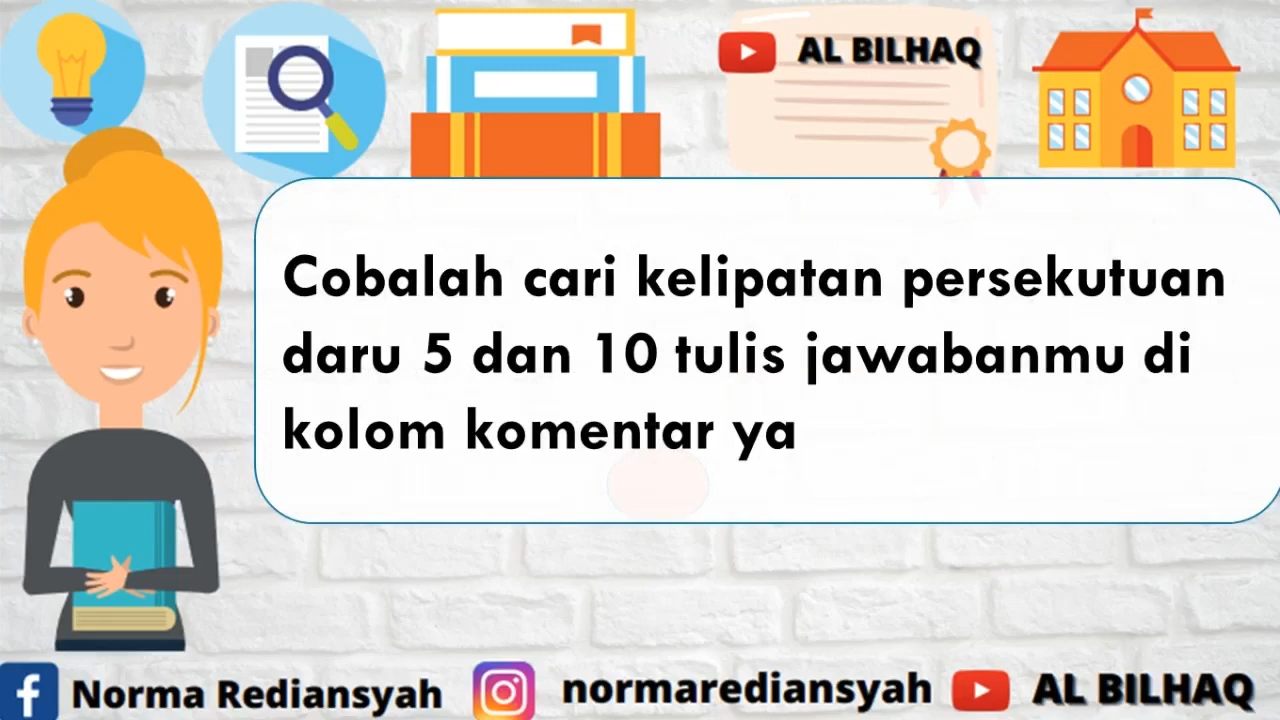 AL BILHAQ
Cobalah cari kelipatan persekutuan
daru 5 dan 10 tulis jawabanmu di
kolom komentar ya
Norma Rediansyah
normarediansyah
AL BILHAQ